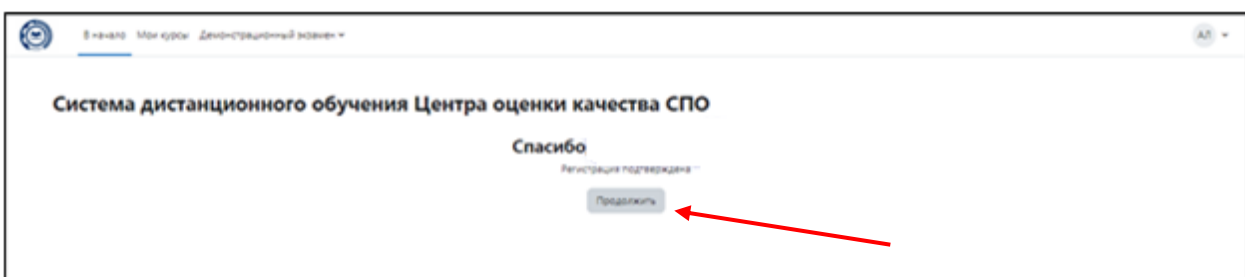 В начало Мои курсы Демонстрационный экзамен АЛ
Система дистанционного обучения Центра оценки качества СПО
Спасибо
Регистрация подтверждена
Продолжить